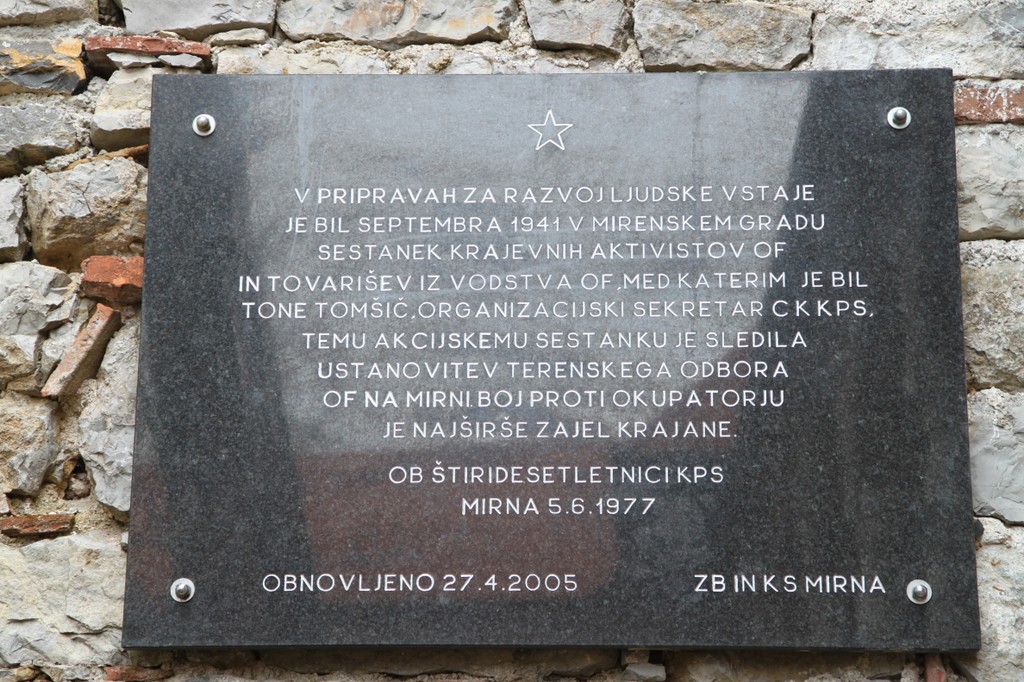 V PRIPRAVAH ZA RAZVOJ LJUDSKE VSTAJE
JE BIL SEPTEMBRA 1941 V MIRENSKEM GRADU
SESTANEK KRAJEVNIH AKTIVISTOV OF
IN TOVARIŠEV IZ VODSTVA OF, MED KATERIM JE BIL
TONE TOMŠIČ, ORGANIZACIJSKI SEKRETAR CK KPS,
TEMU AKCIJSKEMU SESTANKU JE SLEDILA
USTANOVITEV TERENSKEGA ODBORA
OF NA MIRNI. BOJ PROTI OKUPATORJU
JE NAJŠIRŠE ZAJEL KRAJANE.
OB ŠTIRIDESETLETNICI KPS
MIRNA 5.6.1977
OBNOVLJENO 27.4.2005 ZB IN KS MIRNA